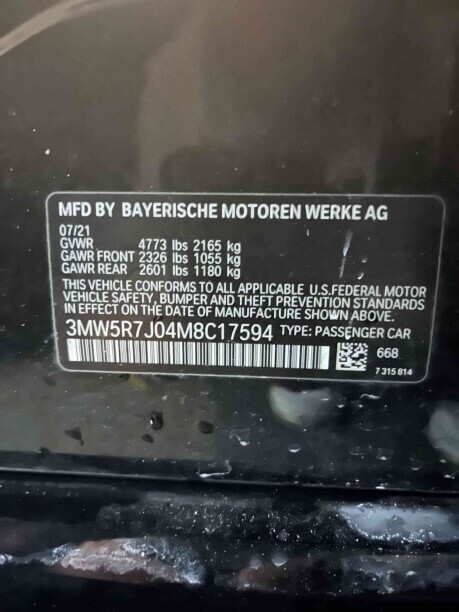 MFD BY BAYERISCHE MOTOREN WERKE AG
07/21
GVWR 4773 lbs 2165 kg
GAWR FRONT 2326 lbs 1055 kg
GAWR REAR 2601 lbs 1180 kg
THIS VEHICLE CONFORMS TO ALL APPLICABLE U.S.FEDERAL MOTOR
VEHICLE SAFETY, BUMPER AND THEFT PREVENTION STANDARDS
IN EFFECT ON THE DATE OF MANUFACTURE SHOWN ABOVE.
3MW5R7J04M8C17594 TYPE: PASSENGER CAR
668
7 315 814